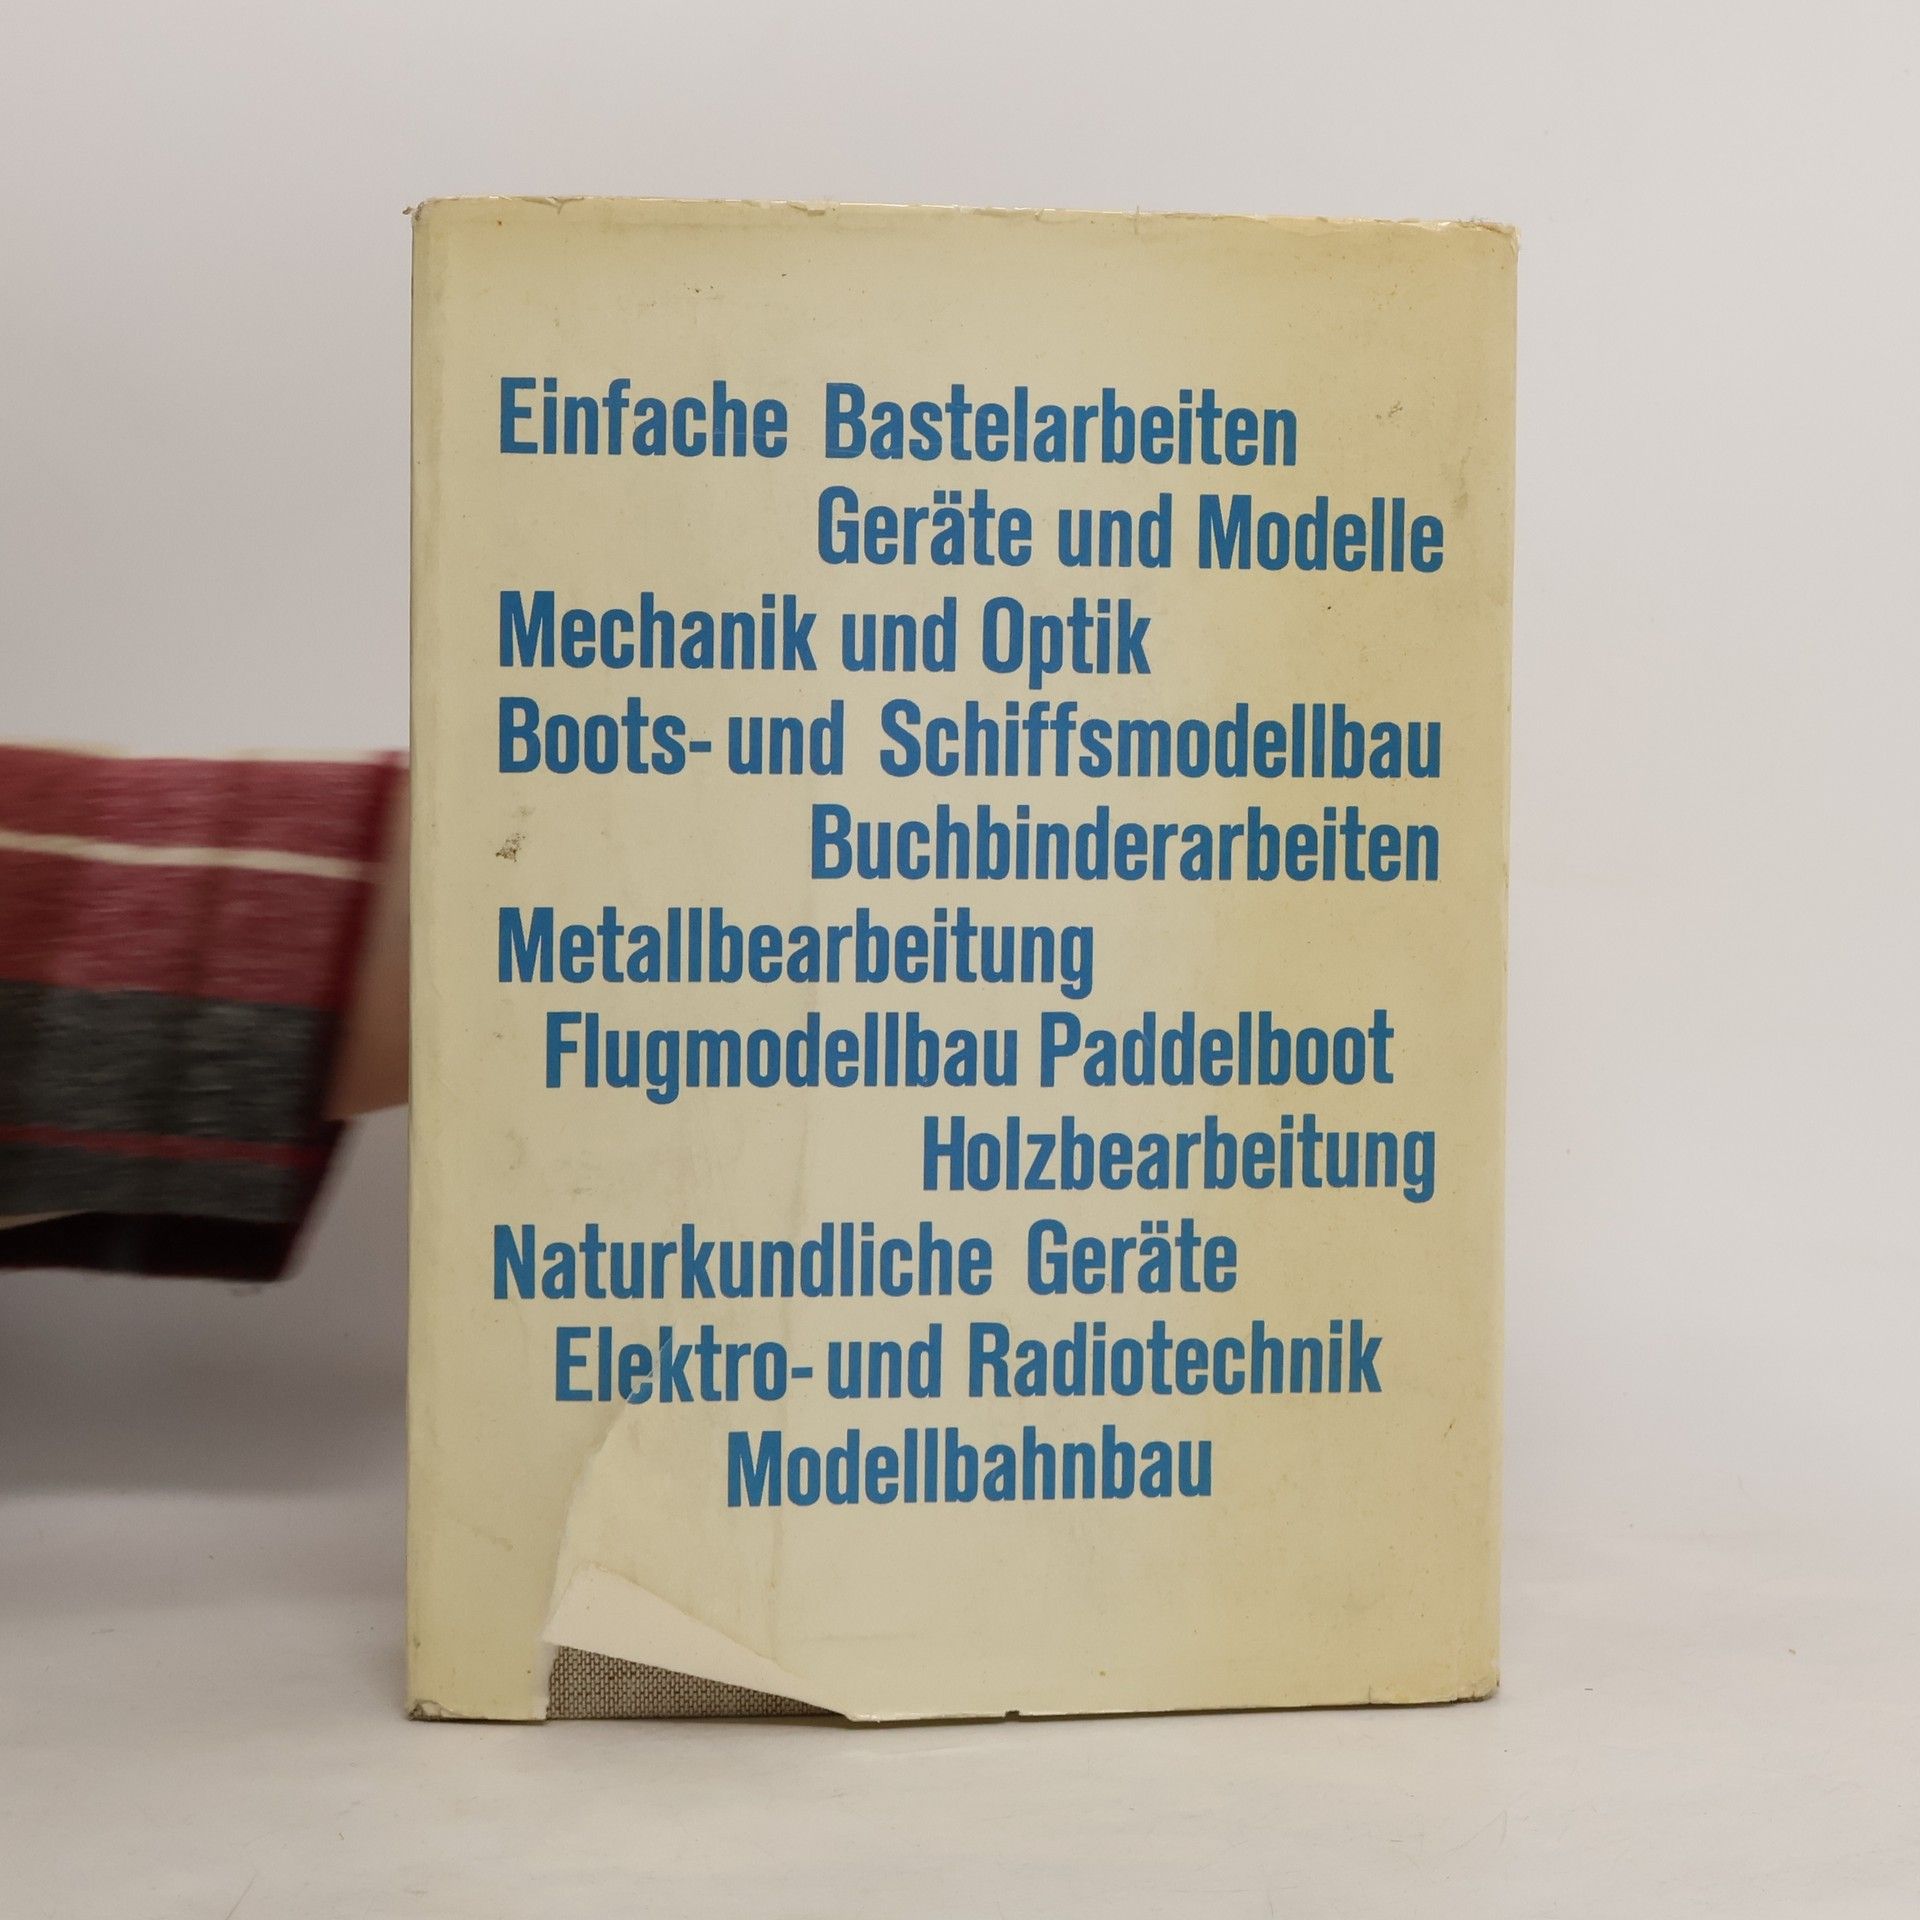 Einfache Bastelarbeiten
Geräte und Modelle
Mechanik und Optik
Boots- und Schiffsmodellbau
Buchbinderarbeiten
Metallbearbeitung
Flugmodellbau Paddelboot
Holzbearbeitung
Naturkundliche Geräte
Elektro- und Radiotechnik
Modellbahnbau